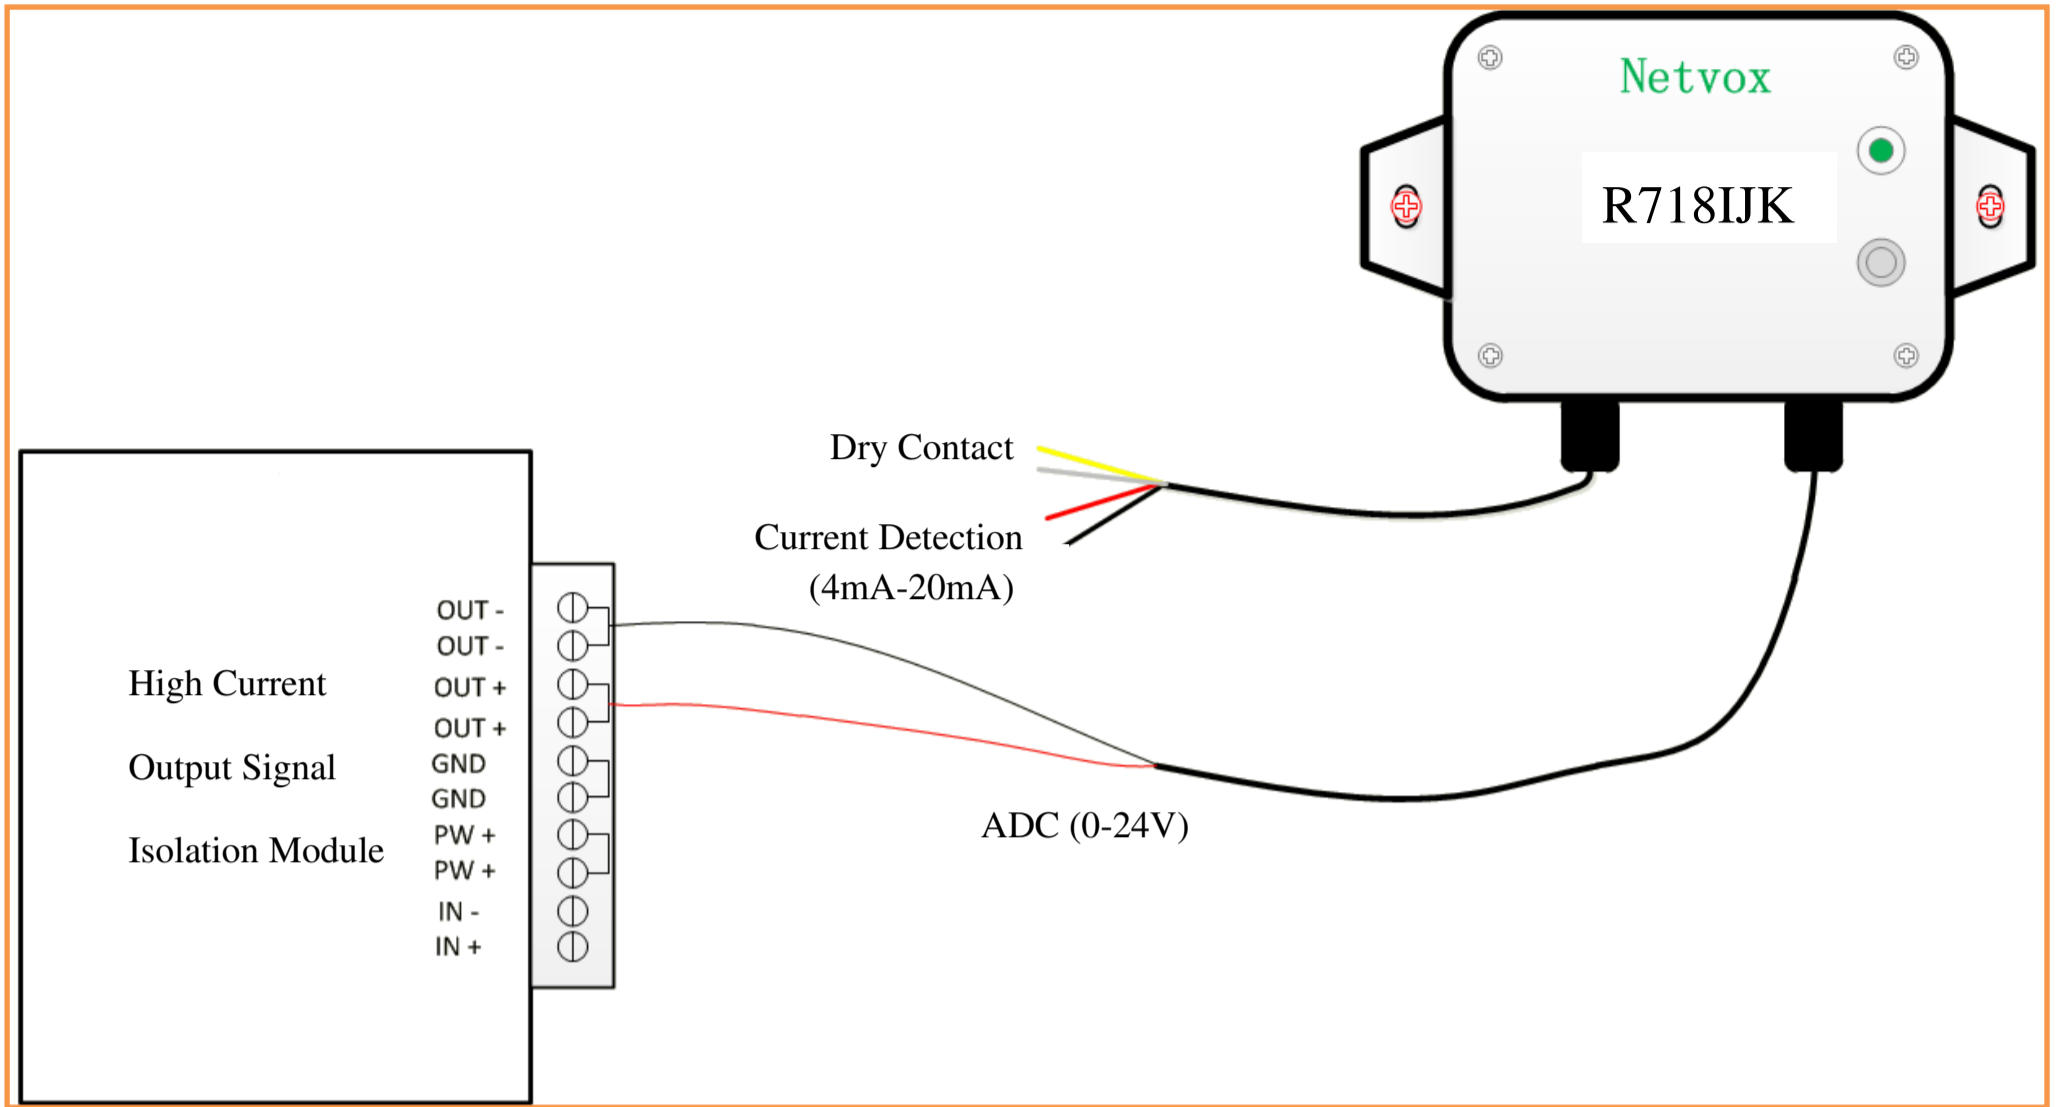 Netvox
R718IJK
Dry Contact
Current Detection
(4mA-20mA)
OUT -
OUT -
High Current
OUT +
OUT +
Output Signal
GND
GND
ADC (0-24V)
PW +
Isolation Module
PW +
IN -
IN +